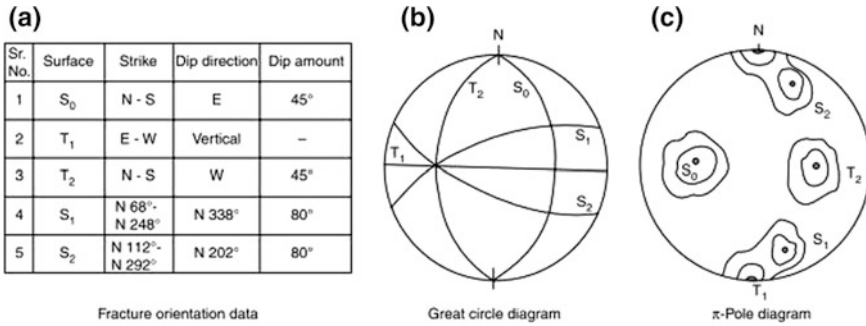 (a)
Sr. No. Surface Strike Dip direction Dip amount
1 S₀ N - S E 45°
2 T₁ E - W Vertical –
3 T₂ N - S W 45°
4 S₁ N 68°- N 248° N 338° 80°
5 S₂ N 112°- N 292° N 202° 80°
Fracture orientation data
(b)
N
T₂ S₀
S₁
T₁
S₂
Great circle diagram
(c)
N
S₂
S₀
T₂
S₁
T₁
π-Pole diagram